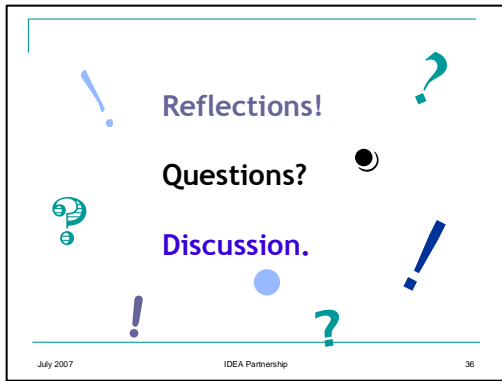 !
?
Reflections!
Questions?
?
Discussion.
!
!
?
July 2007 IDEA Partnership 36